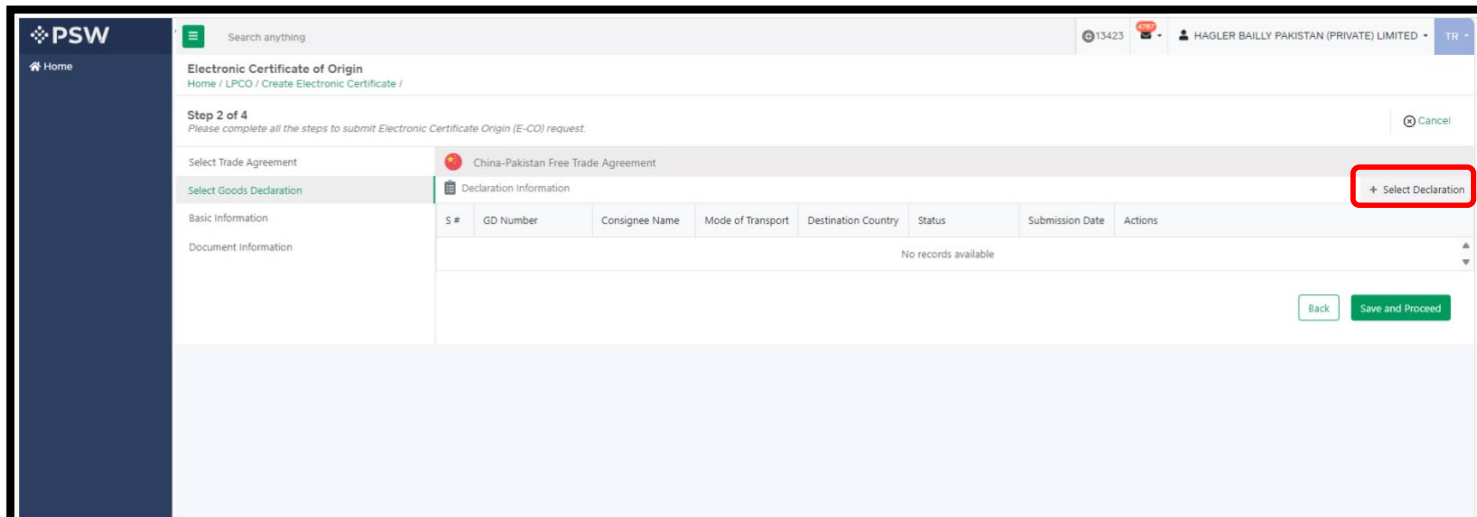 PSW
Search anything
13423
4787
HAGLER BAILLY PAKISTAN (PRIVATE) LIMITED
TR
Home
Electronic Certificate of Origin
Home / LPCO / Create Electronic Certificate /
Step 2 of 4
Please complete all the steps to submit Electronic Certificate Origin (E-CO) request.
Cancel
Select Trade Agreement
Select Goods Declaration
Basic Information
Document Information
China-Pakistan Free Trade Agreement
Declaration Information
+ Select Declaration
S # GD Number Consignee Name Mode of Transport Destination Country Status Submission Date Actions
No records available
Back Save and Proceed